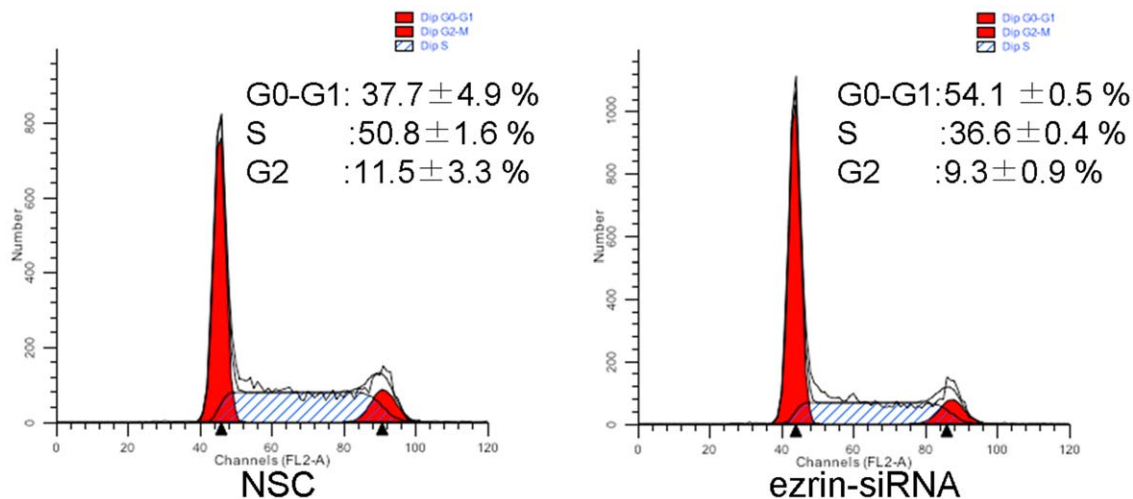 Dip G0-G1
Dip G2-M
Dip S
G0-G1: 37.7±4.9 %
S :50.8±1.6 %
G2 :11.5±3.3 %
Number
800
600
400
200
0
0 20 40 60 80 100 120
Channels (FL2-A)
NSC
Dip G0-G1
Dip G2-M
Dip S
G0-G1:54.1 ±0.5 %
S :36.6±0.4 %
G2 :9.3±0.9 %
Number
1000
800
600
400
200
0
0 20 40 60 80 100 120
Channels (FL2-A)
ezrin-siRNA